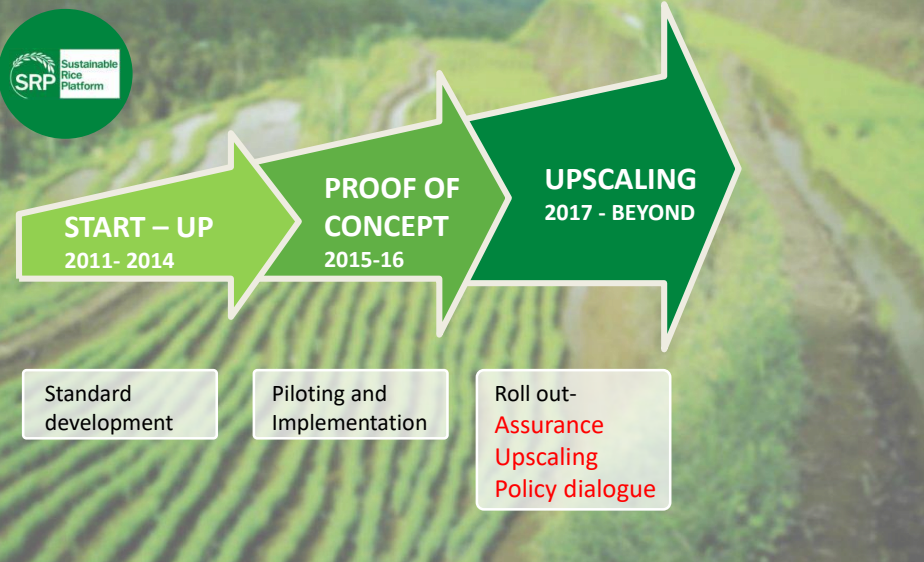 SRP
Sustainable
Rice
Platform
START – UP
2011- 2014
PROOF OF
CONCEPT
2015-16
UPSCALING
2017 - BEYOND
Standard
development
Piloting and
Implementation
Roll out-
Assurance
Upscaling
Policy dialogue